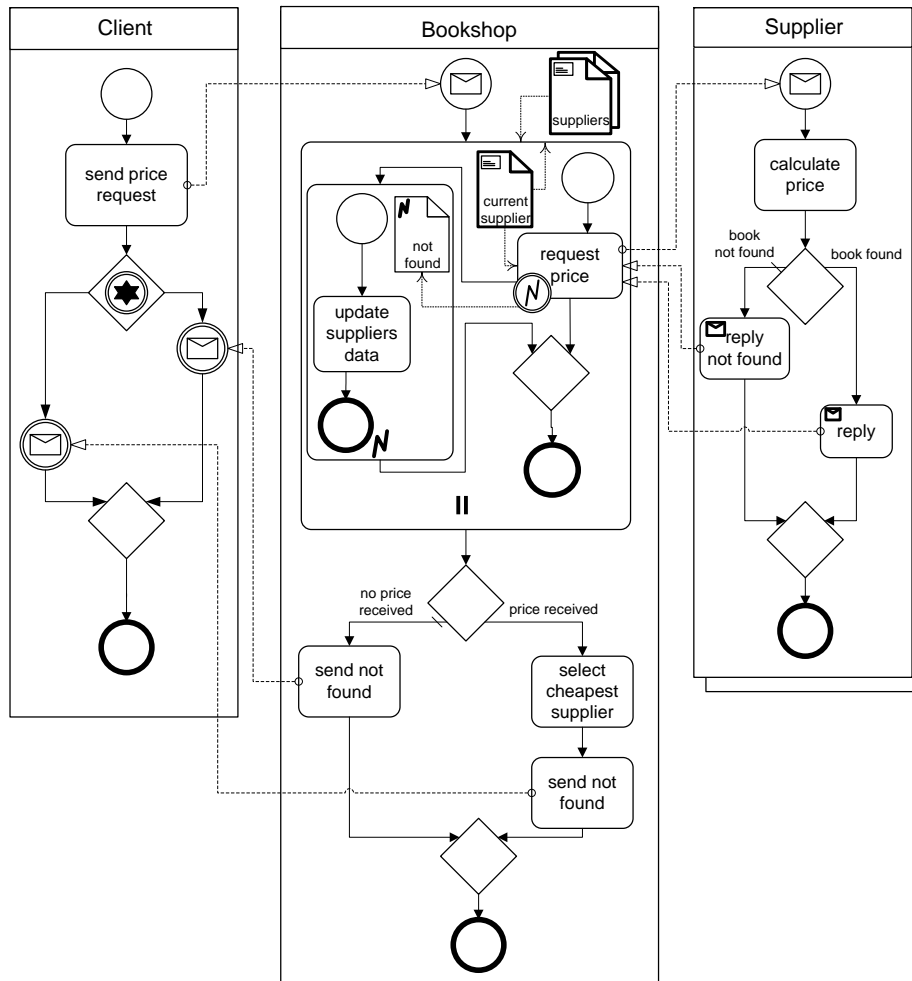 Client
Bookshop
Supplier
suppliers
send price
request
current
supplier
calculate
price
not
found
request
price
book
not found
book found
update
suppliers
data
reply
not found
reply
no price
received
price received
send not
found
select
cheapest
supplier
send not
found